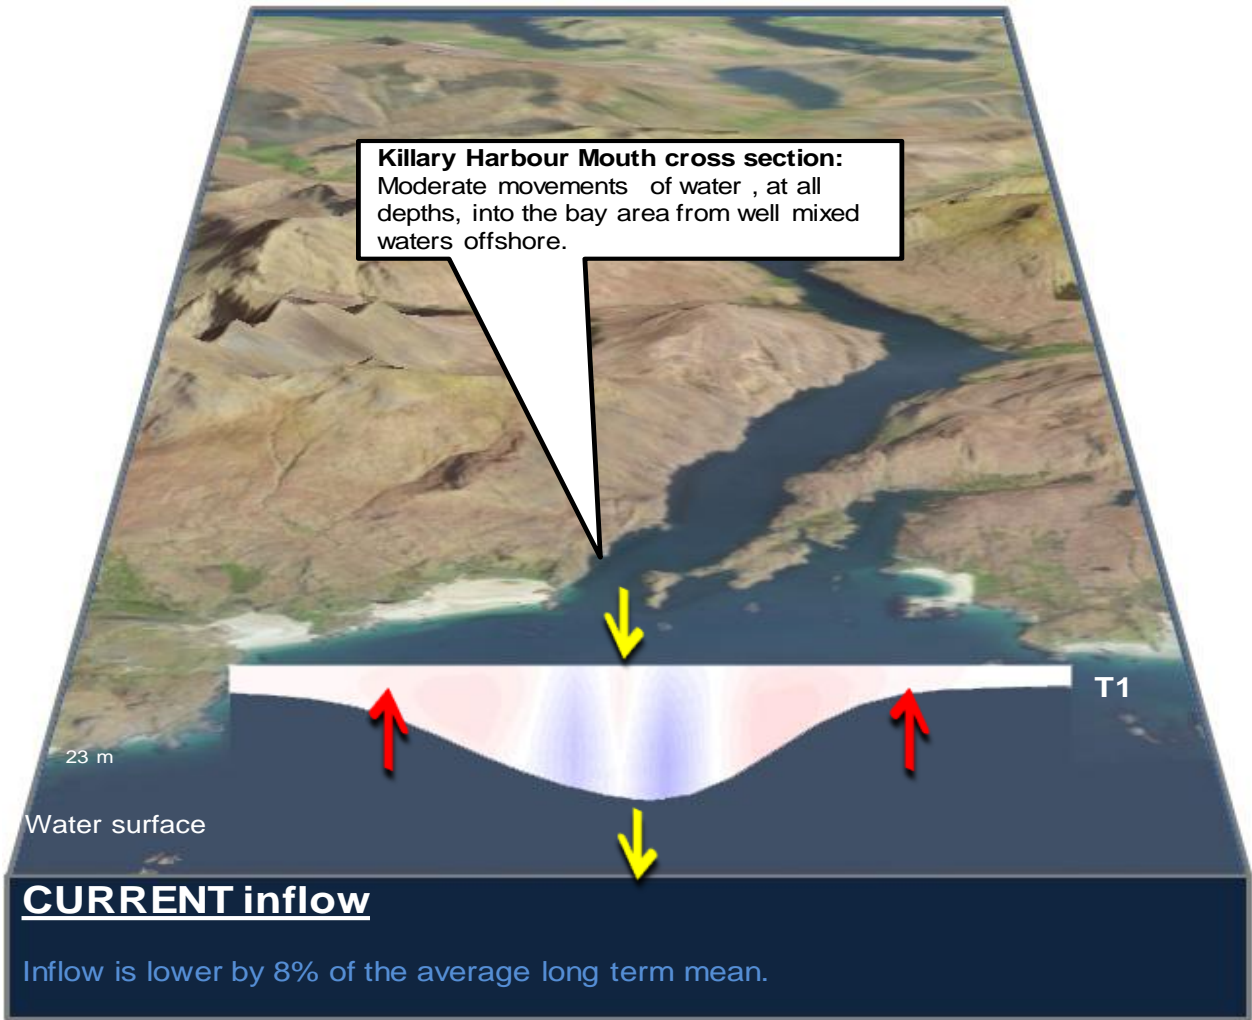 Killary Harbour Mouth cross section:
Moderate movements of water , at all
depths, into the bay area from well mixed
waters offshore.
T1
23 m
Water surface
CURRENT inflow
Inflow is lower by 8% of the average long term mean.